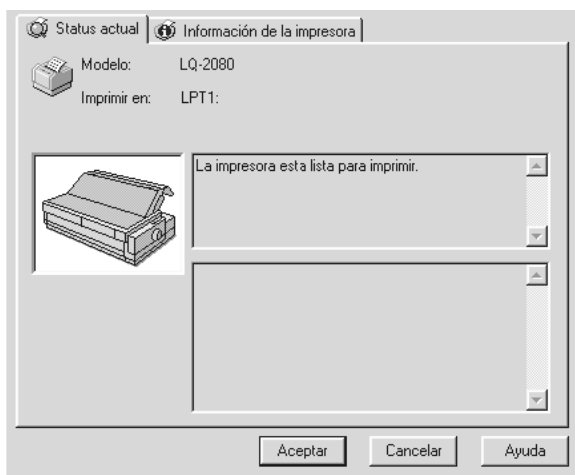 Status actual
Información de la impresora
Modelo: LQ-2080
Imprimir en: LPT1:
La impresora esta lista para imprimir.
Aceptar
Cancelar
Ayuda